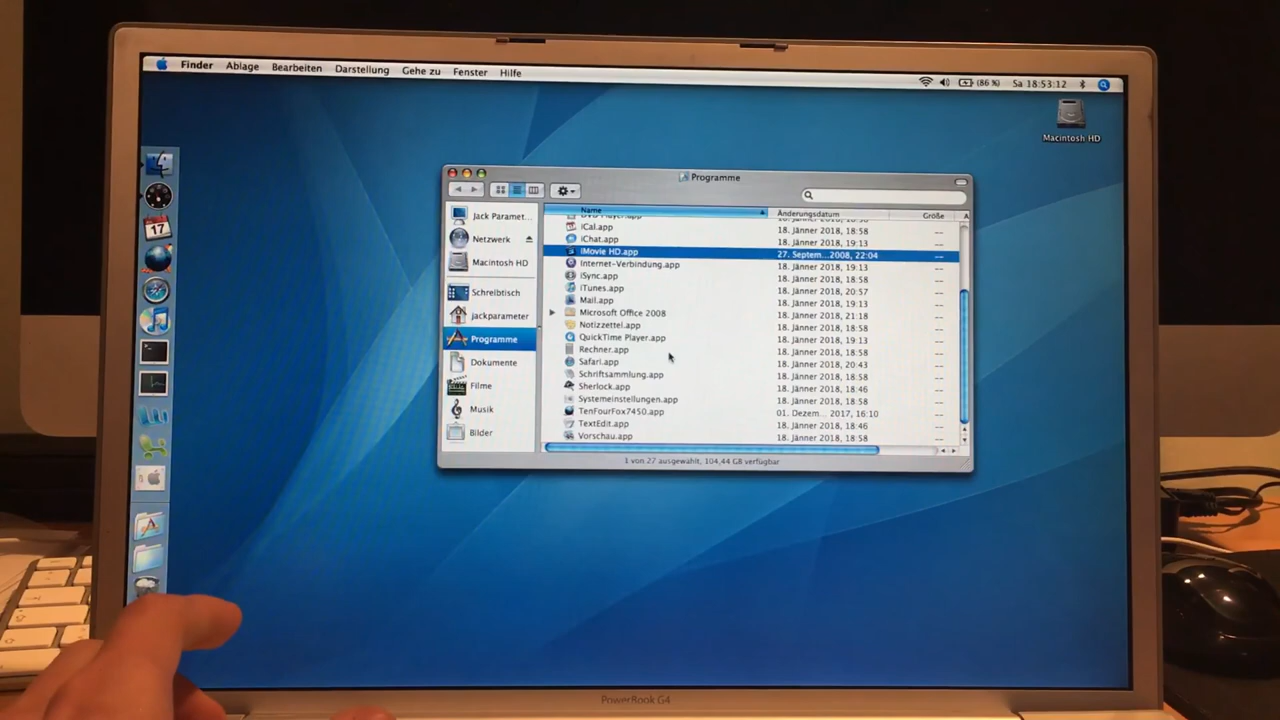 Finder Ablage Bearbeiten Darstellung Gehe zu Fenster Hilfe
(86 %) Sa 18:53:12
Macintosh HD
17
Programme
Name Änderungsdatum Größe A
Jack Paramet...
Netzwerk
Macintosh HD
Schreibtisch
jackparameter
Programme
Dokumente
Filme
Musik
Bilder
DVD Player.app
iCal.app 18. Jänner 2018, 18:58
iChat.app 18. Jänner 2018, 19:13
iMovie HD.app 27. Septem...2008, 22:04 --
Internet-Verbindung.app 18. Jänner 2018, 19:13 --
iSync.app 18. Jänner 2018, 18:58 --
iTunes.app 18. Jänner 2018, 20:57 --
Mail.app 18. Jänner 2018, 19:13 --
Microsoft Office 2008 18. Jänner 2018, 21:18 --
Notizzettel.app 18. Jänner 2018, 18:58 --
QuickTime Player.app 18. Jänner 2018, 19:13 --
Rechner.app 18. Jänner 2018, 18:58 --
Safari.app 18. Jänner 2018, 20:43 --
Schriftsammlung.app 18. Jänner 2018, 18:58 --
Sherlock.app 18. Jänner 2018, 18:46 --
Systemeinstellungen.app 18. Jänner 2018, 18:58 --
TenFourFox7450.app 01. Dezem... 2017, 16:10 --
TextEdit.app 18. Jänner 2018, 18:46 --
Vorschau.app 18. Jänner 2018, 18:58 --
1 von 27 ausgewählt, 104,44 GB verfügbar
PowerBook G4